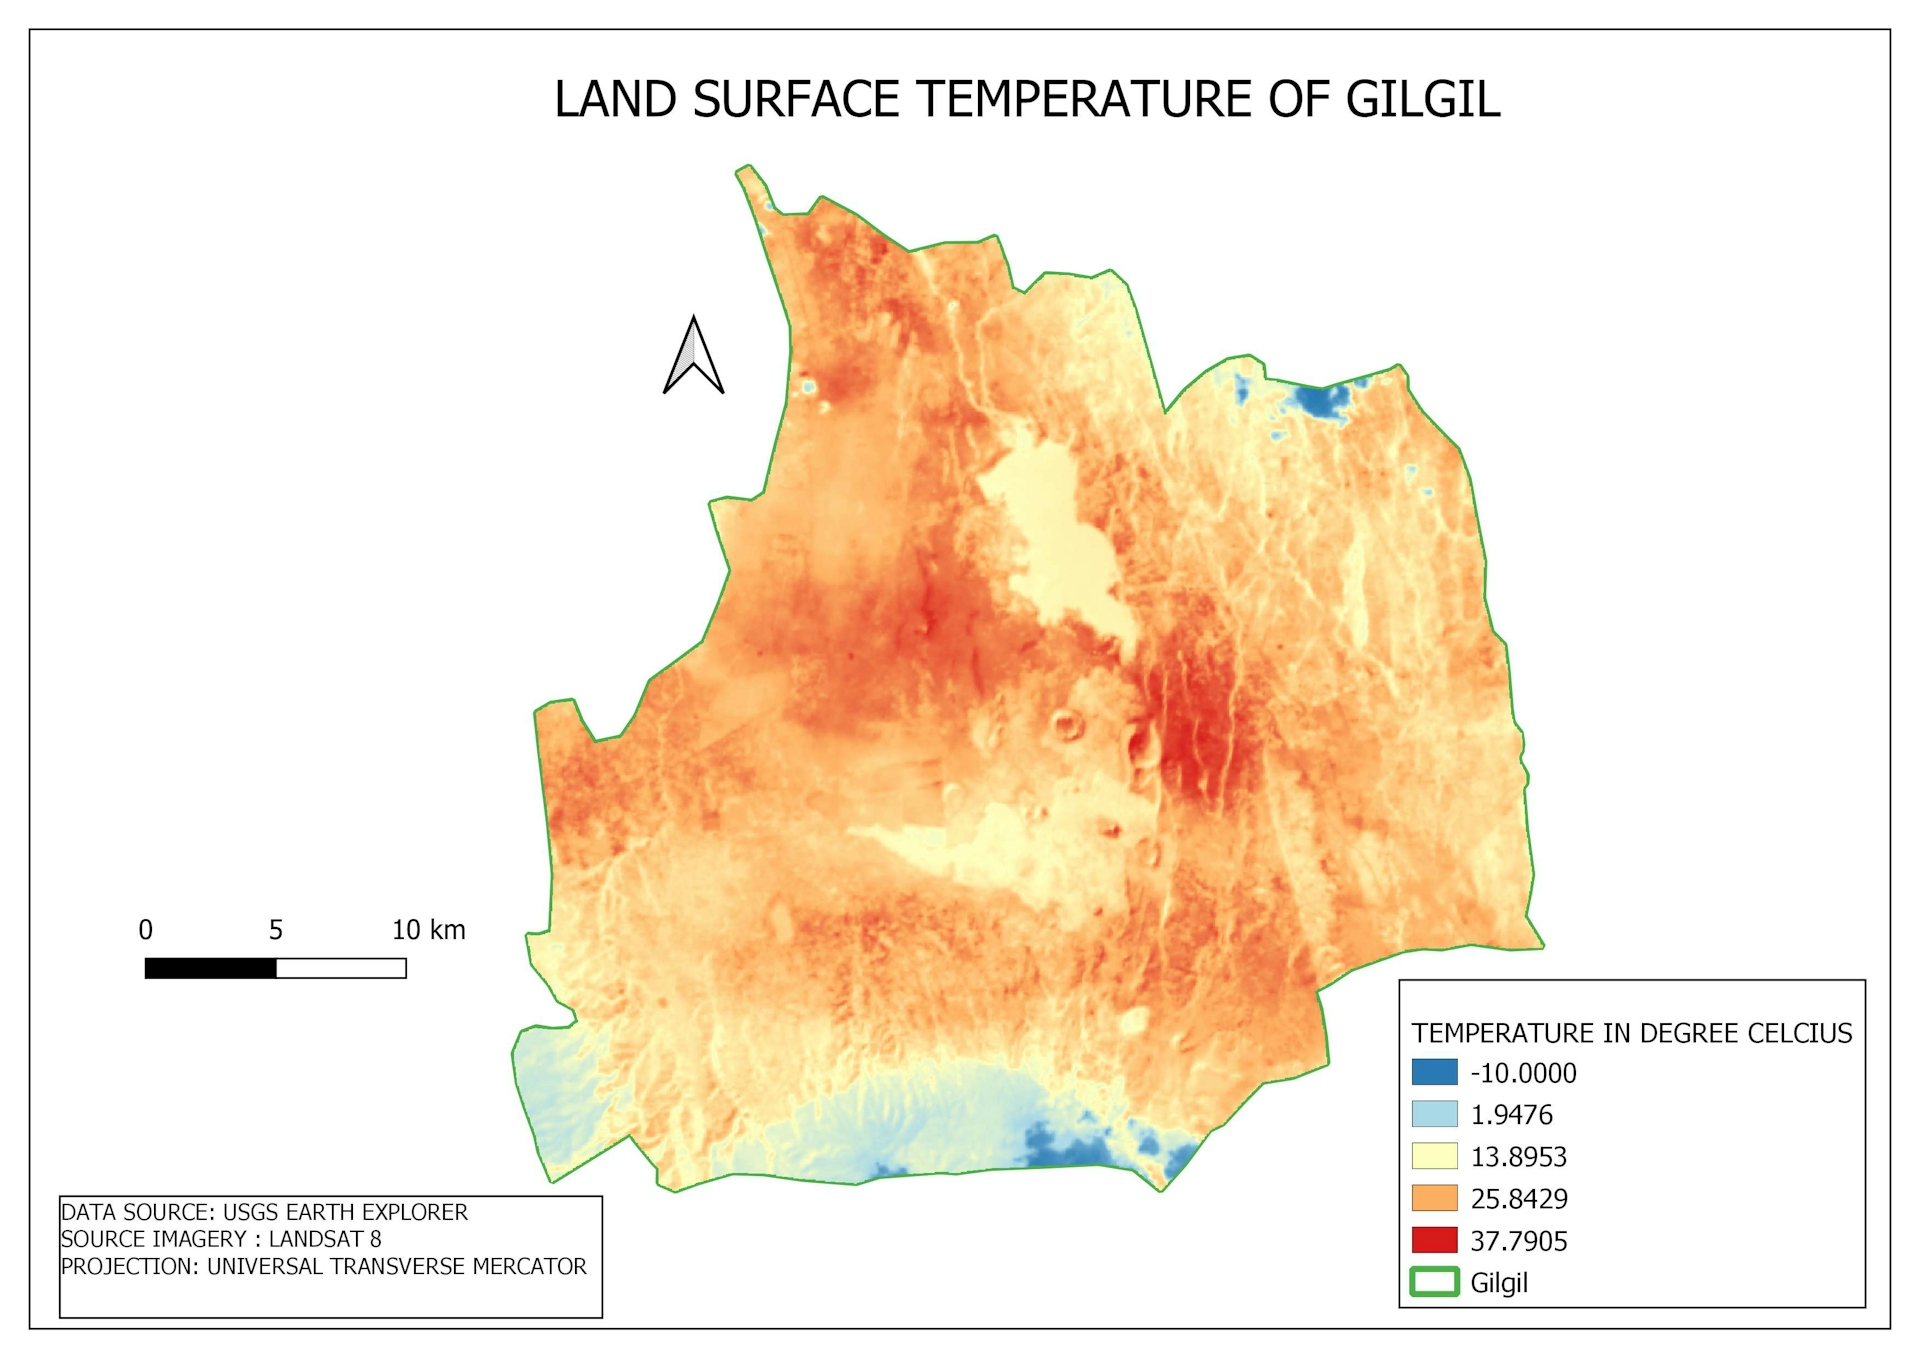 LAND SURFACE TEMPERATURE OF GILGIL
0 5 10 km
TEMPERATURE IN DEGREE CELCIUS
-10.0000
1.9476
13.8953
25.8429
37.7905
Gilgil
DATA SOURCE: USGS EARTH EXPLORER
SOURCE IMAGERY : LANDSAT 8
PROJECTION: UNIVERSAL TRANSVERSE MERCATOR